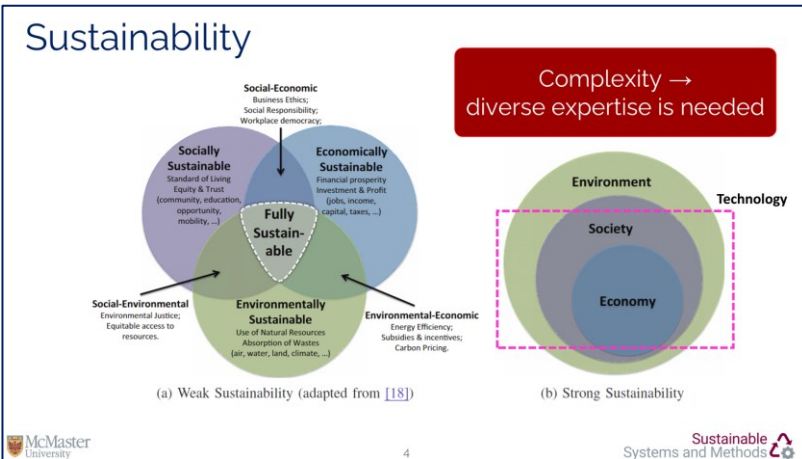 Sustainability
Complexity →
diverse expertise is needed
Social-Economic
Business Ethics;
Social Responsibility;
Workplace democracy;
Socially
Sustainable
Standard of Living
Equity & Trust
(community, education,
opportunity,
mobility, ...)
Economically
Sustainable
Financial prosperity
Investment & Profit
(jobs, income,
capital, taxes, ...)
Fully
Sustain-
able
Social-Environmental
Environmental Justice;
Equitable access to
resources.
Environmentally
Sustainable
Use of Natural Resources
Absorption of Wastes
(air, water, land, climate, ...)
Environmental-Economic
Energy Efficiency;
Subsidies & incentives;
Carbon Pricing.
(a) Weak Sustainability (adapted from [18])
Environment
Technology
Society
Economy
(b) Strong Sustainability
McMaster
University
4
Sustainable
Systems and Methods